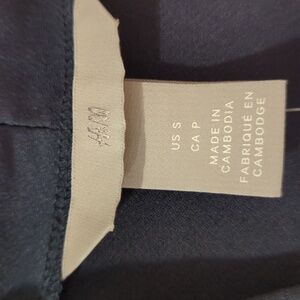 H&M
US S
CA P
MADE IN
CAMBODIA
FABRIQUÉ EN
CAMBODGE